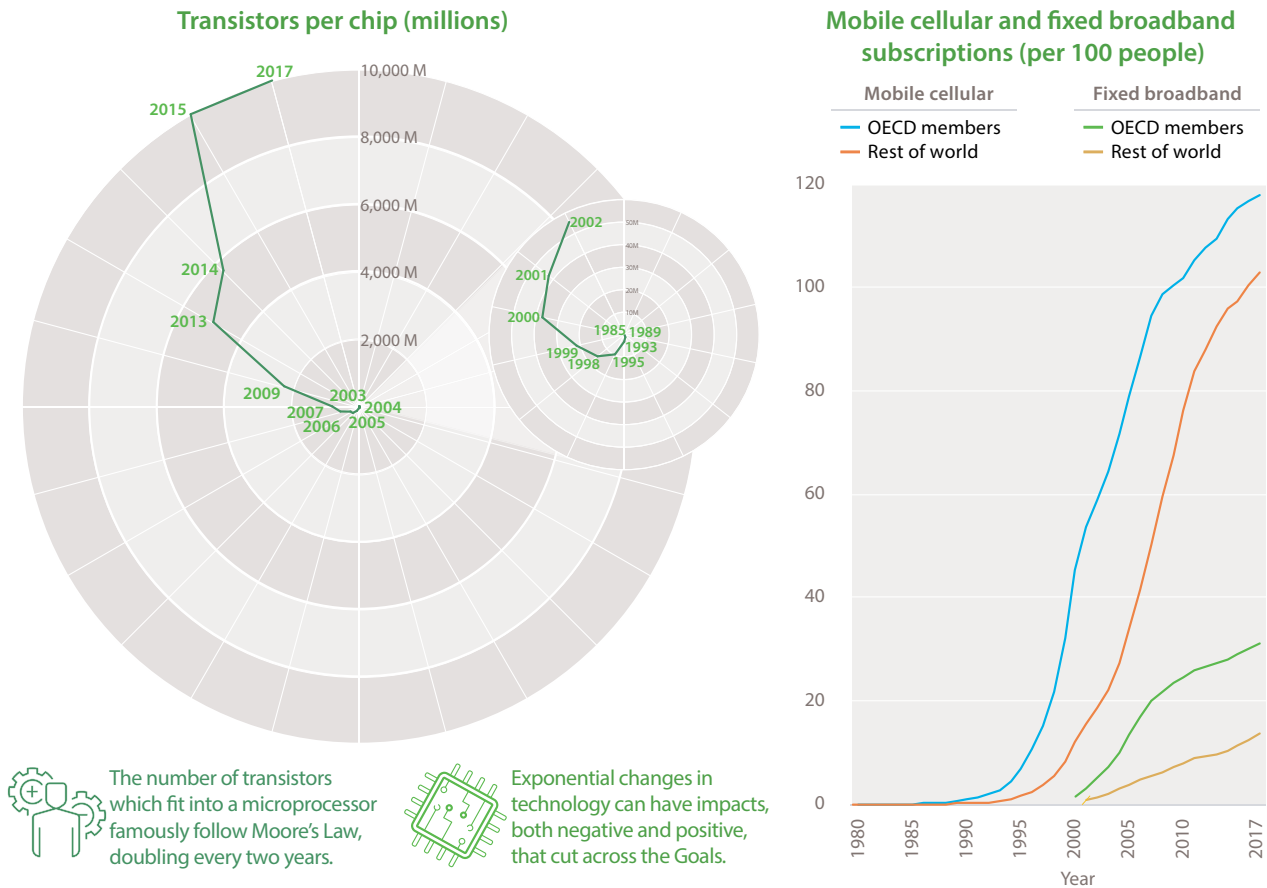 Transistors per chip (millions)
10,000 M
8,000 M
6,000 M
4,000 M
2,000 M
2017
2015
2014
2013
2009
2007
2006
2005
2004
2003
50M
40M
30M
20M
10M
2002
2001
2000
1999
1998
1995
1993
1989
1985
The number of transistors
which fit into a microprocessor
famously follow Moore's Law,
doubling every two years.
Exponential changes in
technology can have impacts,
both negative and positive,
that cut across the Goals.
Mobile cellular and fixed broadband
subscriptions (per 100 people)
Mobile cellular
OECD members
Rest of world
Fixed broadband
OECD members
Rest of world
120
100
80
60
40
20
0
1980
1985
1990
1995
2000
2005
2010
2017
Year